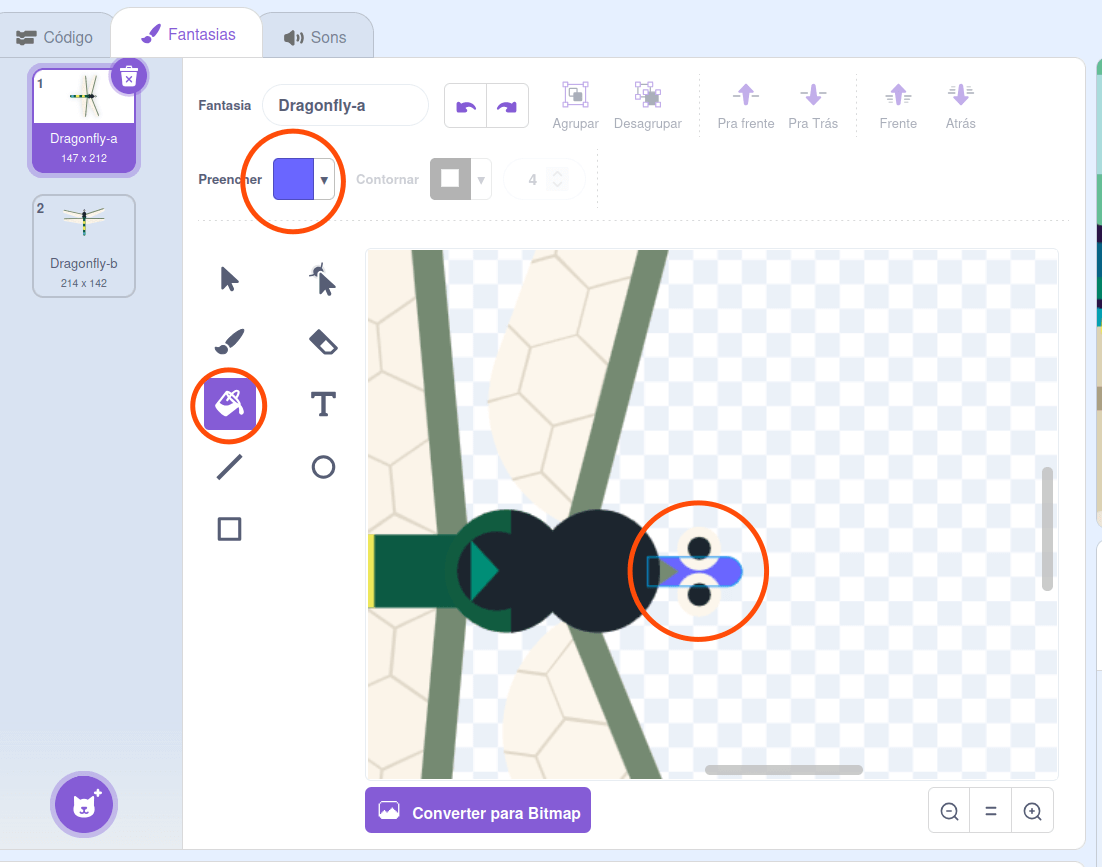 Código
Fantasias
Sons
1
Dragonfly-a
147 x 212
2
Dragonfly-b
214 x 142
Fantasia
Dragonfly-a
Agrupar
Desagrupar
Pra frente
Pra Trás
Frente
Atrás
Preencher
Contornar
4
T
Converter para Bitmap